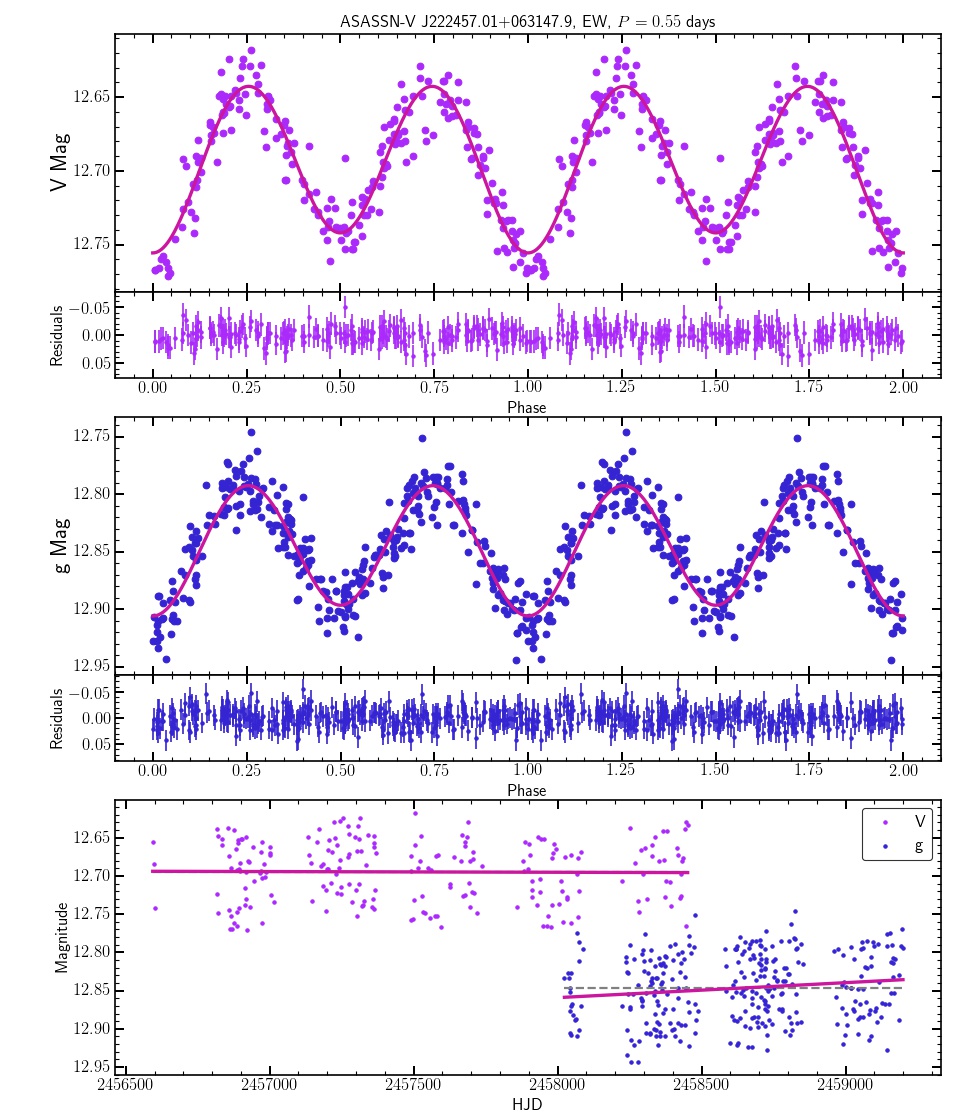 ASASSN-V J222457.01+063147.9, EW, P = 0.55 days
V Mag
12.65
12.70
12.75
Residuals
−0.05
0.00
0.05
0.00 0.25 0.50 0.75 1.00 1.25 1.50 1.75 2.00
Phase
g Mag
12.75
12.80
12.85
12.90
12.95
Residuals
−0.05
0.00
0.05
0.00 0.25 0.50 0.75 1.00 1.25 1.50 1.75 2.00
Phase
Magnitude
12.65
12.70
12.75
12.80
12.85
12.90
12.95
V
g
2456500 2457000 2457500 2458000 2458500 2459000
HJD